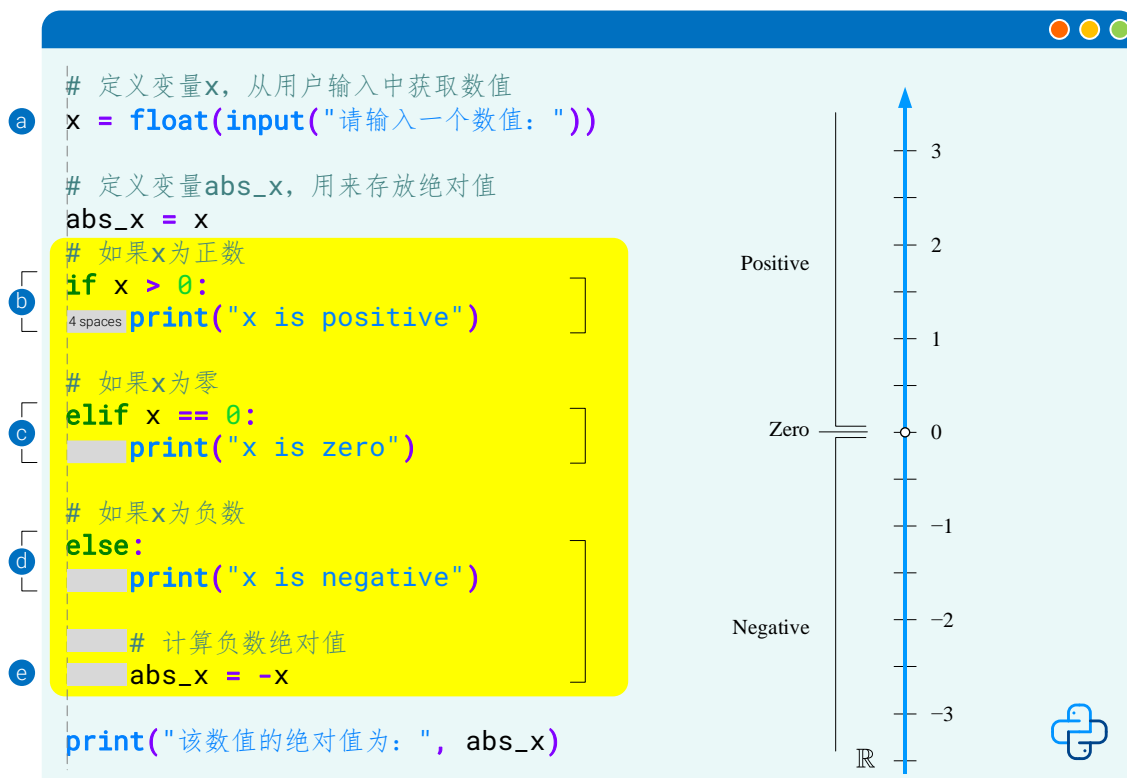 # 定义变量x，从用户输入中获取数值
a
x = float(input("请输入一个数值: "))
# 定义变量abs_x，用来存放绝对值
abs_x = x
# 如果x为正数
b
if x > 0:
4 spaces print("x is positive")
# 如果x为零
c
elif x == 0:
print("x is zero")
# 如果x为负数
d
else:
print("x is negative")
# 计算负数绝对值
e
abs_x = -x
print("该数值的绝对值为: ", abs_x)
Positive
Zero
Negative
3
2
1
0
−1
−2
−3
ℝ